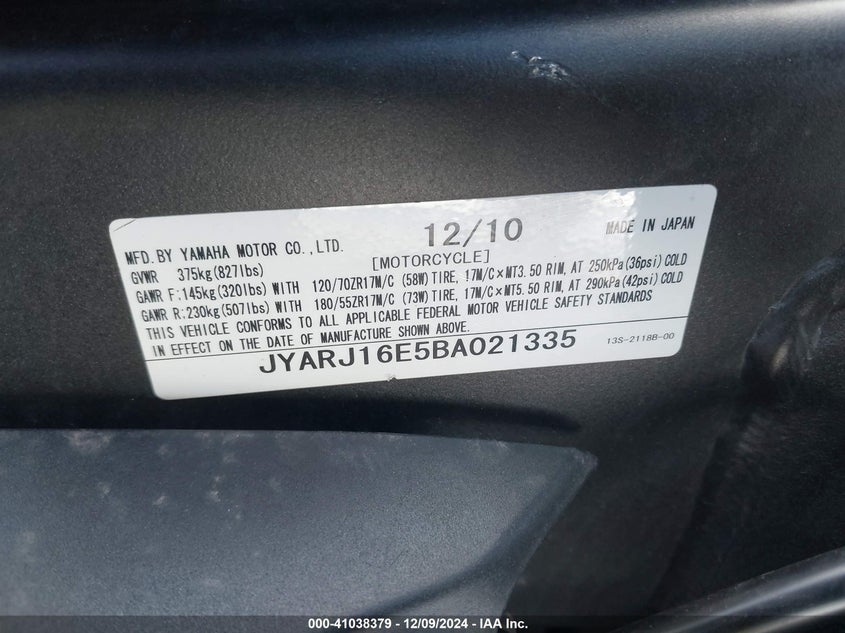 MFD. BY YAMAHA MOTOR CO., LTD. 12/10 MADE IN JAPAN
GVWR 375kg(827lbs) [MOTORCYCLE]
GAWR F:145kg(320lbs) WITH 120/70ZR17M/C (58W) TIRE, 17M/C×MT3.50 RIM, AT 250kPa(36psi) COLD
GAWR R:230kg(507lbs) WITH 180/55ZR17M/C (73W) TIRE, 17M/C×MT5.50 RIM, AT 290kPa(42psi) COLD
THIS VEHICLE CONFORMS TO ALL APPLICABLE FEDERAL MOTOR VEHICLE SAFETY STANDARDS
IN EFFECT ON THE DATE OF MANUFACTURE SHOWN ABOVE.
JYARJ16E5BA021335 13S-2118B-00
000-41038379 - 12/09/2024 - IAA Inc.